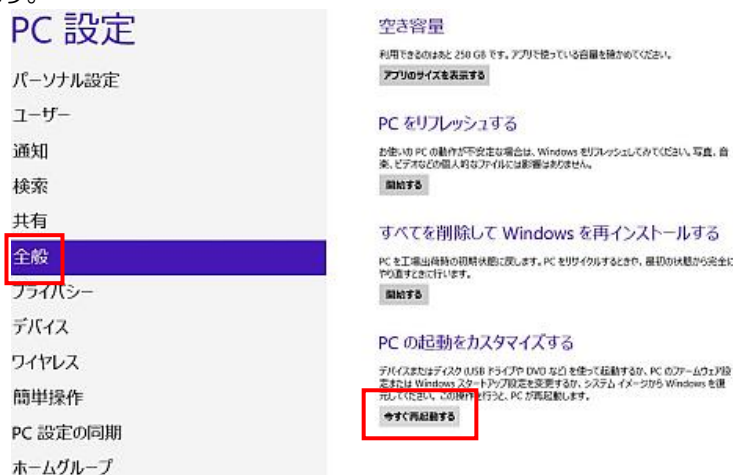 PC 設定
パーソナル設定
ユーザー
通知
検索
共有
全般
プライバシー
デバイス
ワイヤレス
簡単操作
PC 設定の同期
ホームグループ
空き容量
利用できるのはあと 250 GB です。アプリで使っている容量を確かめてください。
アプリのサイズを表示する
PC をリフレッシュする
お使いの PC の動作が不安定な場合は、Windows をリフレッシュしてみてください。写真、音
楽、ビデオなどの個人的なファイルには影響はありません。
開始する
すべてを削除して Windows を再インストールする
PC を工場出荷時の初期状態に戻します。PC をリサイクルするときや、最初の状態から完全に
やり直すときに行います。
開始する
PC の起動をカスタマイズする
デバイスまたはディスク (USB ドライブや DVD など) を使って起動するか、PC のファームウェア設
定または Windows スタートアップ設定を変更するか、システム イメージから Windows を復
元してください。この操作を行うと、PC が再起動します。
今すぐ再起動する